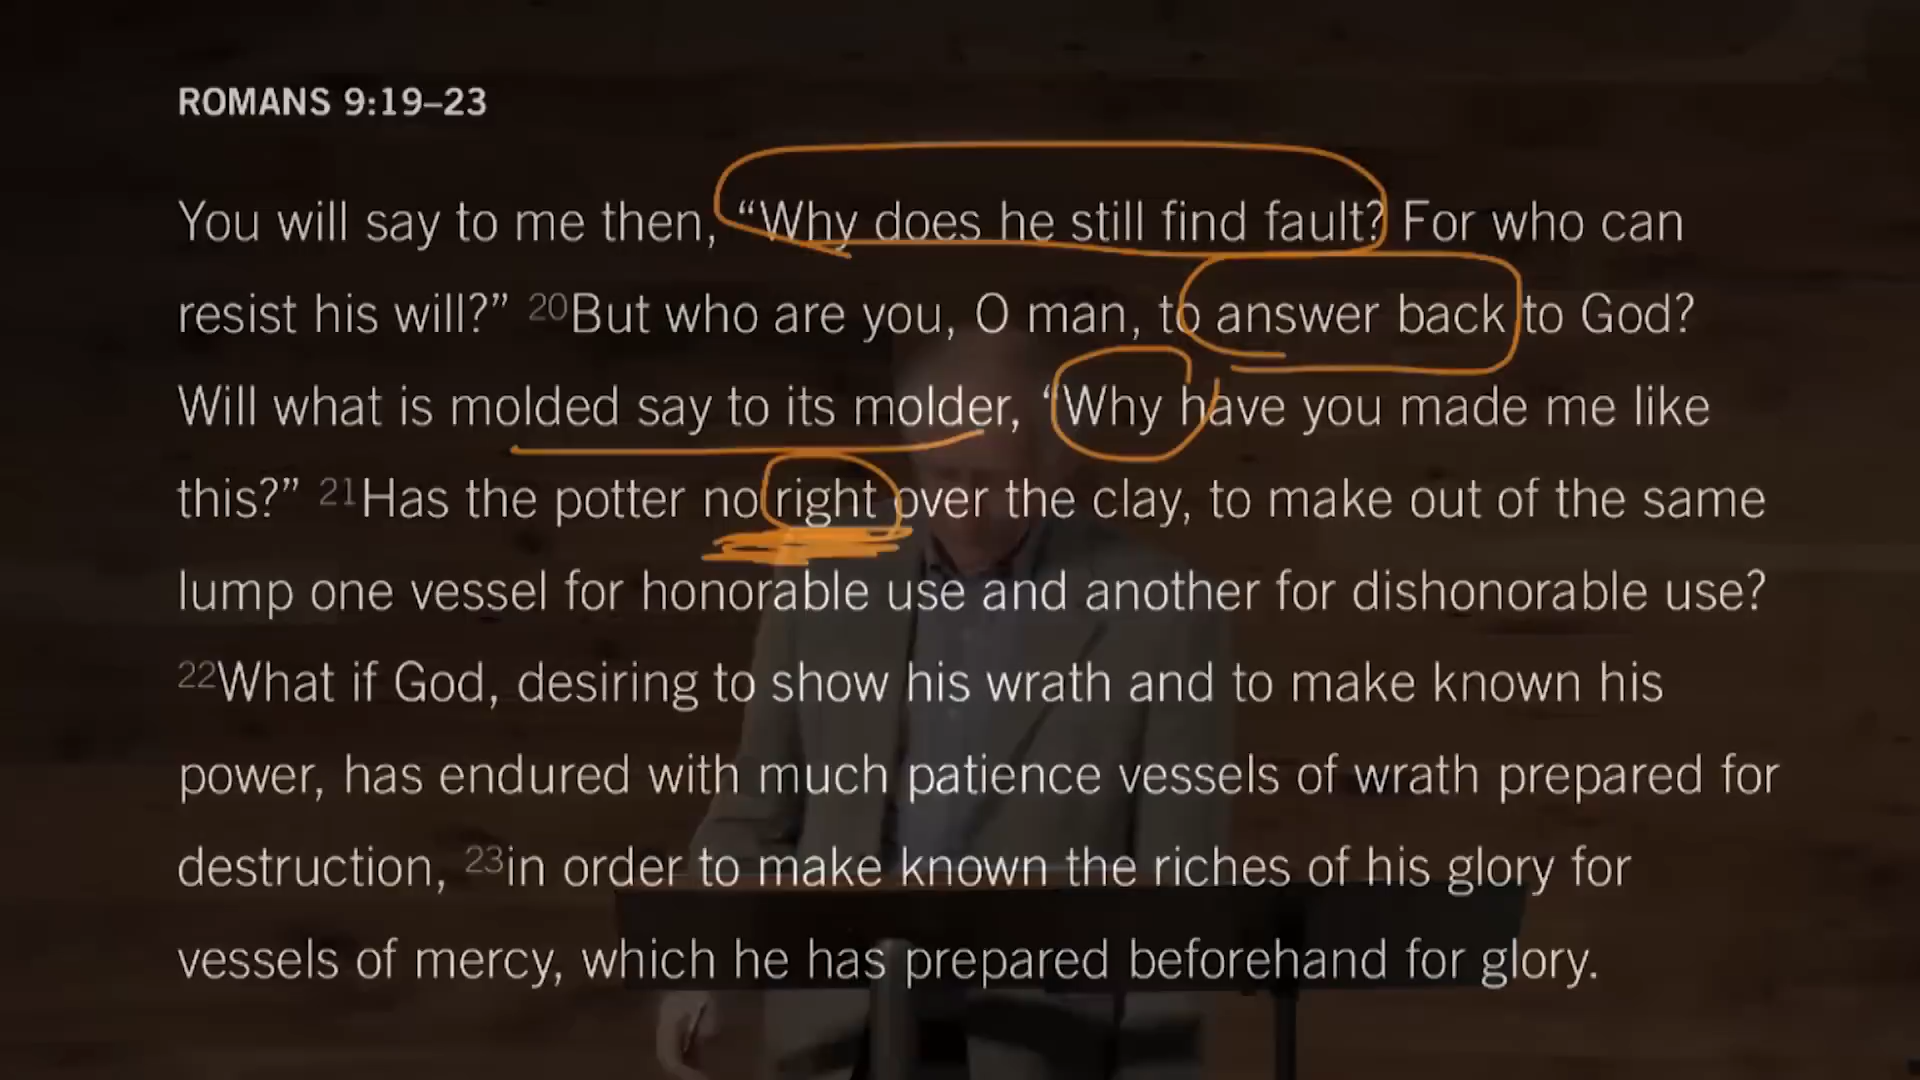 ROMANS 9:19–23
You will say to me then, “Why does he still find fault? For who can
resist his will?” 20But who are you, O man, to answer back to God?
Will what is molded say to its molder, “Why have you made me like
this?” 21Has the potter no right over the clay, to make out of the same
lump one vessel for honorable use and another for dishonorable use?
22What if God, desiring to show his wrath and to make known his
power, has endured with much patience vessels of wrath prepared for
destruction, 23in order to make known the riches of his glory for
vessels of mercy, which he has prepared beforehand for glory.